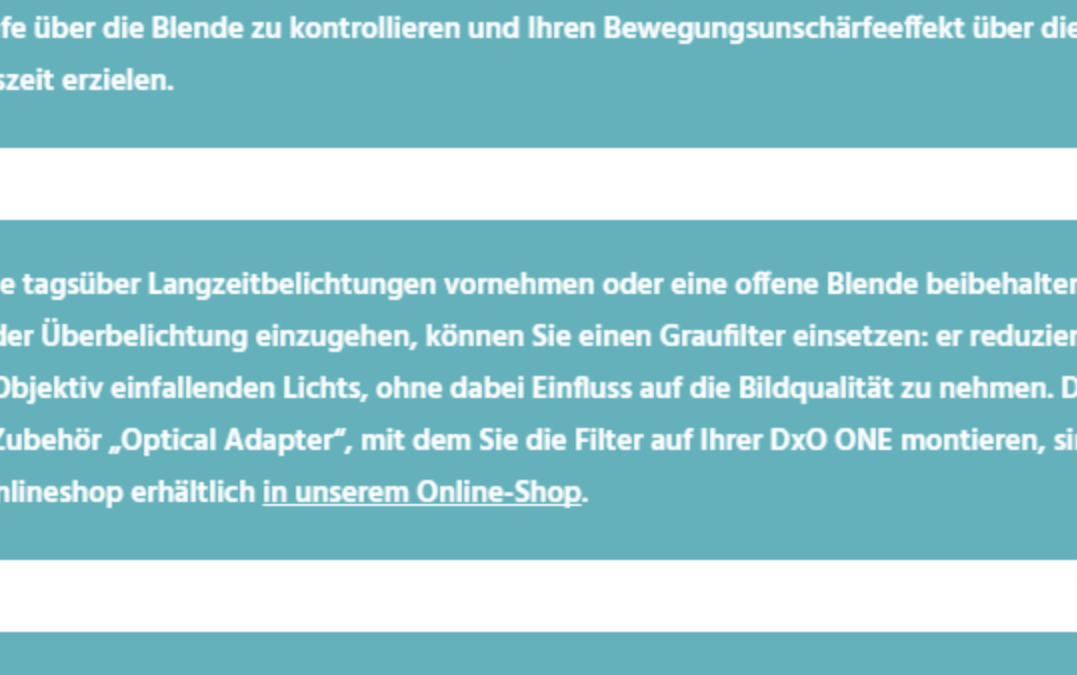 fe über die Blende zu kontrollieren und Ihren Bewegungsunschärfeeffekt über die
szeit erzielen.
e tagsüber Langzeitbelichtungen vornehmen oder eine offene Blende beibehalten
der Überbelichtung einzugehen, können Sie einen Graufilter einsetzen: er reduzier
Objektiv einfallenden Lichts, ohne dabei Einfluss auf die Bildqualität zu nehmen. D
Zubehör „Optical Adapter“, mit dem Sie die Filter auf Ihrer DxO ONE montieren, sin
nlineshop erhältlich in unserem Online-Shop.